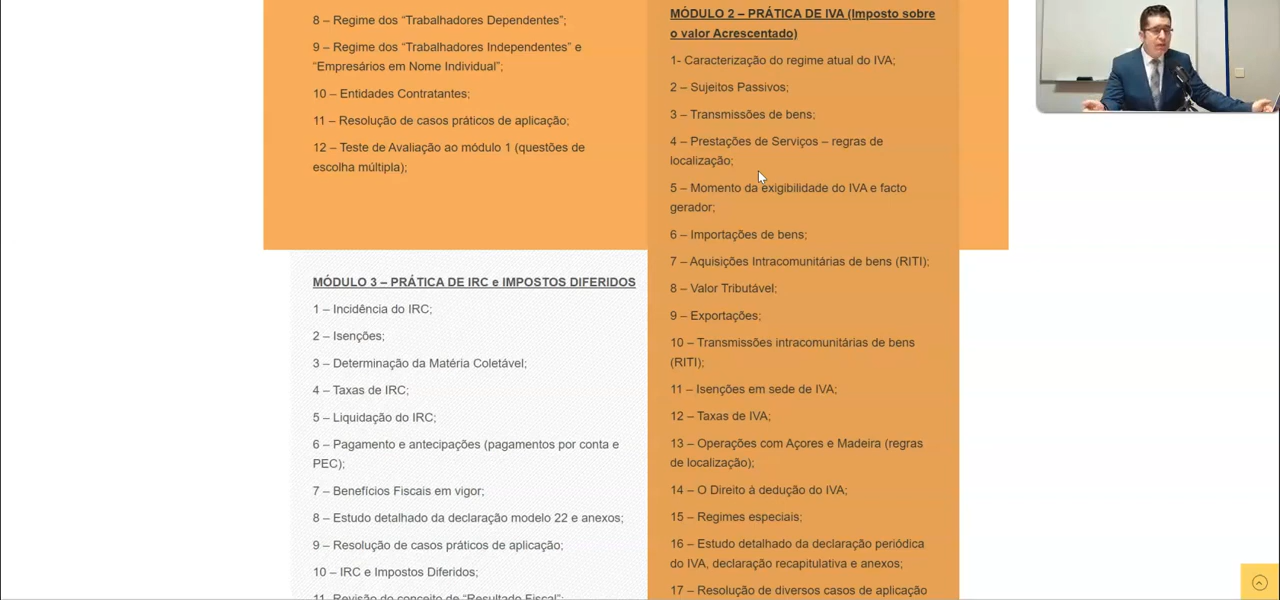 8 – Regime dos “Trabalhadores Dependentes”;
9 – Regime dos “Trabalhadores Independentes” e
“Empresários em Nome Individual”;
10 – Entidades Contratantes;
11 – Resolução de casos práticos de aplicação;
12 – Teste de Avaliação ao módulo 1 (questões de
escolha múltipla);
MÓDULO 2 – PRÁTICA DE IVA (Imposto sobre
o valor Acrescentado)
1- Caracterização do regime atual do IVA;
2 – Sujeitos Passivos;
3 – Transmissões de bens;
4 – Prestações de Serviços – regras de
localização;
5 – Momento da exigibilidade do IVA e facto
gerador;
6 – Importações de bens;
7 – Aquisições Intracomunitárias de bens (RITI):
8 – Valor Tributável;
9 – Exportações;
10 – Transmissões intracomunitárias de bens
(RITI);
11 – Isenções em sede de IVA;
12 – Taxas de IVA;
13 – Operações com Açores e Madeira (regras
de localização);
14 – O Direito à dedução do IVA;
15 – Regimes especiais;
16 – Estudo detalhado da declaração periódica
do IVA, declaração recapitulativa e anexos;
17 – Resolução de diversos casos de aplicação
MÓDULO 3 – PRÁTICA DE IRC e IMPOSTOS DIFERIDOS
1 – Incidência do IRC;
2 – Isenções;
3 – Determinação da Matéria Coletável;
4 – Taxas de IRC;
5 – Liquidação do IRC;
6 – Pagamento e antecipações (pagamentos por conta e
PEC);
7 – Benefícios Fiscais em vigor;
8 – Estudo detalhado da declaração modelo 22 e anexos;
9 – Resolução de casos práticos de aplicação;
10 – IRC e Impostos Diferidos;
11 – Revisão do conceito de “Resultado Fiscal”;